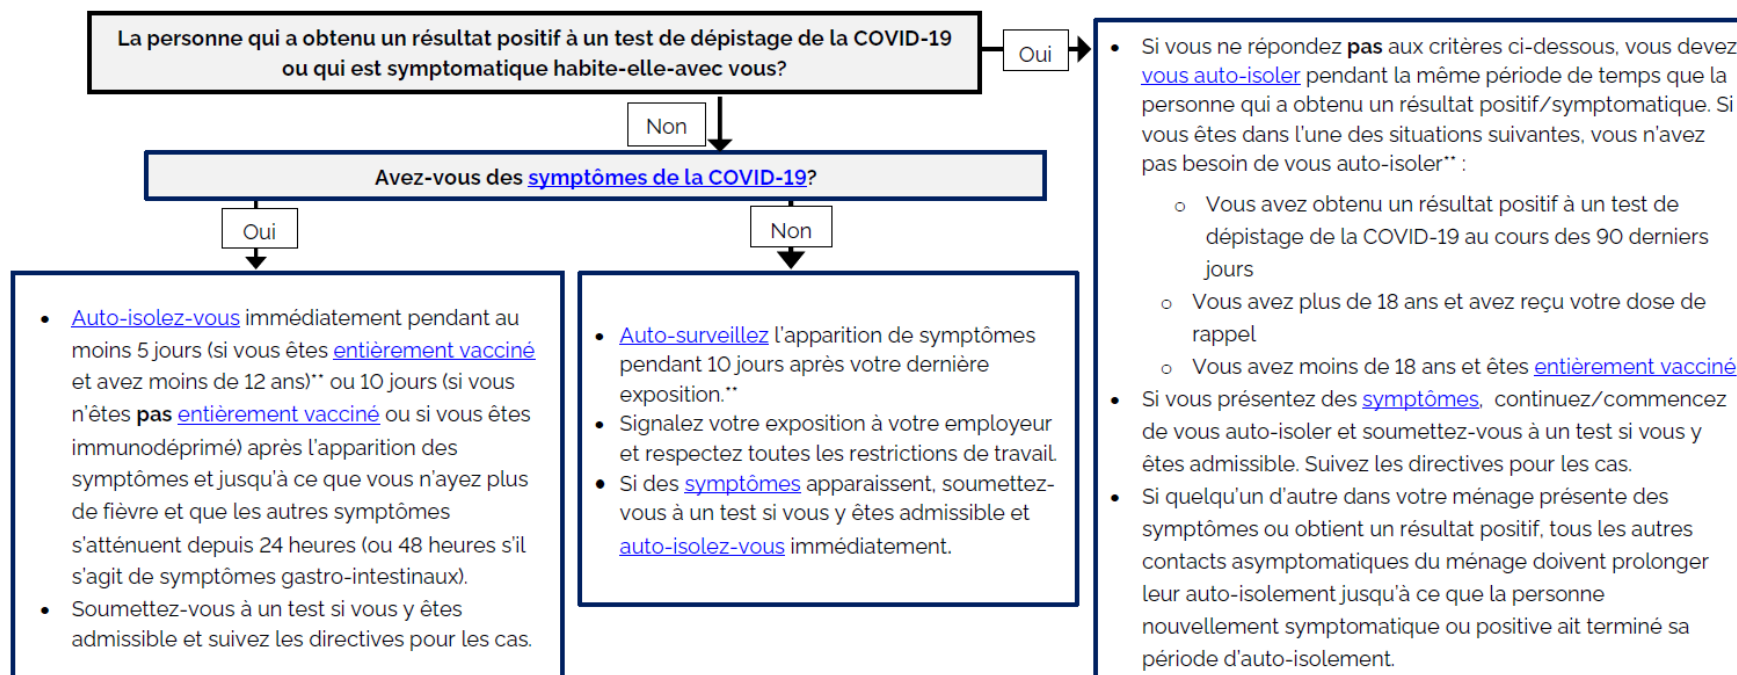 La personne qui a obtenu un résultat positif à un test de dépistage de la COVID-19
ou qui est symptomatique habite-elle-avec vous?
Oui
Non
Avez-vous des symptômes de la COVID-19?
Oui
Non
• Auto-isolez-vous immédiatement pendant au
moins 5 jours (si vous êtes entièrement vacciné
et avez moins de 12 ans)** ou 10 jours (si vous
n'êtes pas entièrement vacciné ou si vous êtes
immunodéprimé) après l'apparition des
symptômes et jusqu'à ce que vous n'ayez plus
de fièvre et que les autres symptômes
s'atténuent depuis 24 heures (ou 48 heures s'il
s'agit de symptômes gastro-intestinaux).
• Soumettez-vous à un test si vous y êtes
admissible et suivez les directives pour les cas.
• Auto-surveillez l'apparition de symptômes
pendant 10 jours après votre dernière
exposition.**
• Signalez votre exposition à votre employeur
et respectez toutes les restrictions de travail.
• Si des symptômes apparaissent, soumettez-
vous à un test si vous y êtes admissible et
auto-isolez-vous immédiatement.
• Si vous ne répondez pas aux critères ci-dessous, vous devez
vous auto-isoler pendant la même période de temps que la
personne qui a obtenu un résultat positif/symptomatique. Si
vous êtes dans l'une des situations suivantes, vous n'avez
pas besoin de vous auto-isoler** :
o Vous avez obtenu un résultat positif à un test de
dépistage de la COVID-19 au cours des 90 derniers
jours
o Vous avez plus de 18 ans et avez reçu votre dose de
rappel
o Vous avez moins de 18 ans et êtes entièrement vacciné
• Si vous présentez des symptômes, continuez/commencez
de vous auto-isoler et soumettez-vous à un test si vous y
êtes admissible. Suivez les directives pour les cas.
• Si quelqu'un d'autre dans votre ménage présente des
symptômes ou obtient un résultat positif, tous les autres
contacts asymptomatiques du ménage doivent prolonger
leur auto-isolement jusqu'à ce que la personne
nouvellement symptomatique ou positive ait terminé sa
période d'auto-isolement.